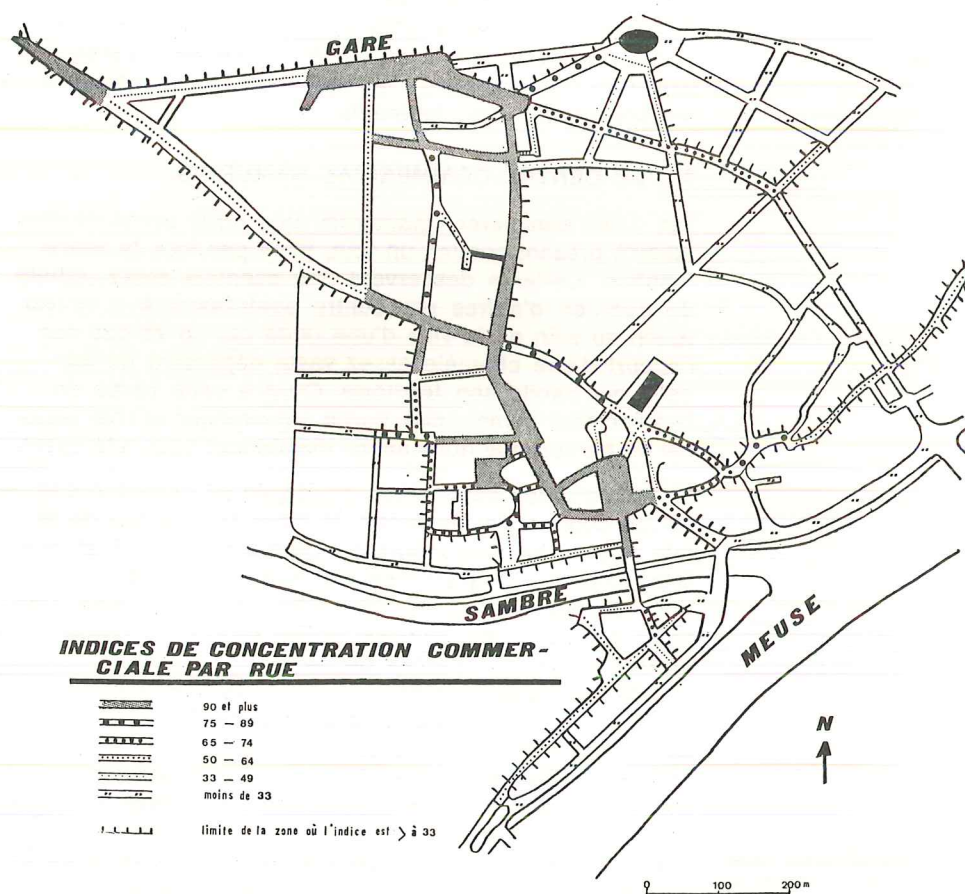 GARE
SAMBRE
MEUSE
INDICES DE CONCENTRATION COMMER-
CIALE PAR RUE
90 et plus
75 — 89
65 — 74
50 — 64
33 — 49
moins de 33
limite de la zone où l'indice est > à 33
N
0 100 200 m